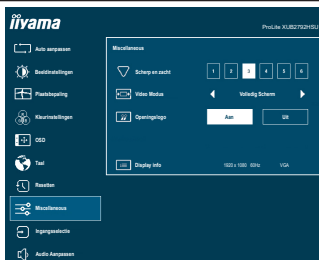 iiyama
ProLite XUB2792HSU
Auto aanpassen
Miscellaneous
Beeldinstellingen
Scherp en zacht
1 2 3 4 5 6
Plaatsbepaling
Video Modus
Volledig Scherm
Kleurinstellingen
Openingslogo
Aan
Uit
OSD
Taal
Display info
1920 x 1080 60Hz
VGA
Resetten
Miscellaneous
Ingangsselectie
Audio Aanpassen